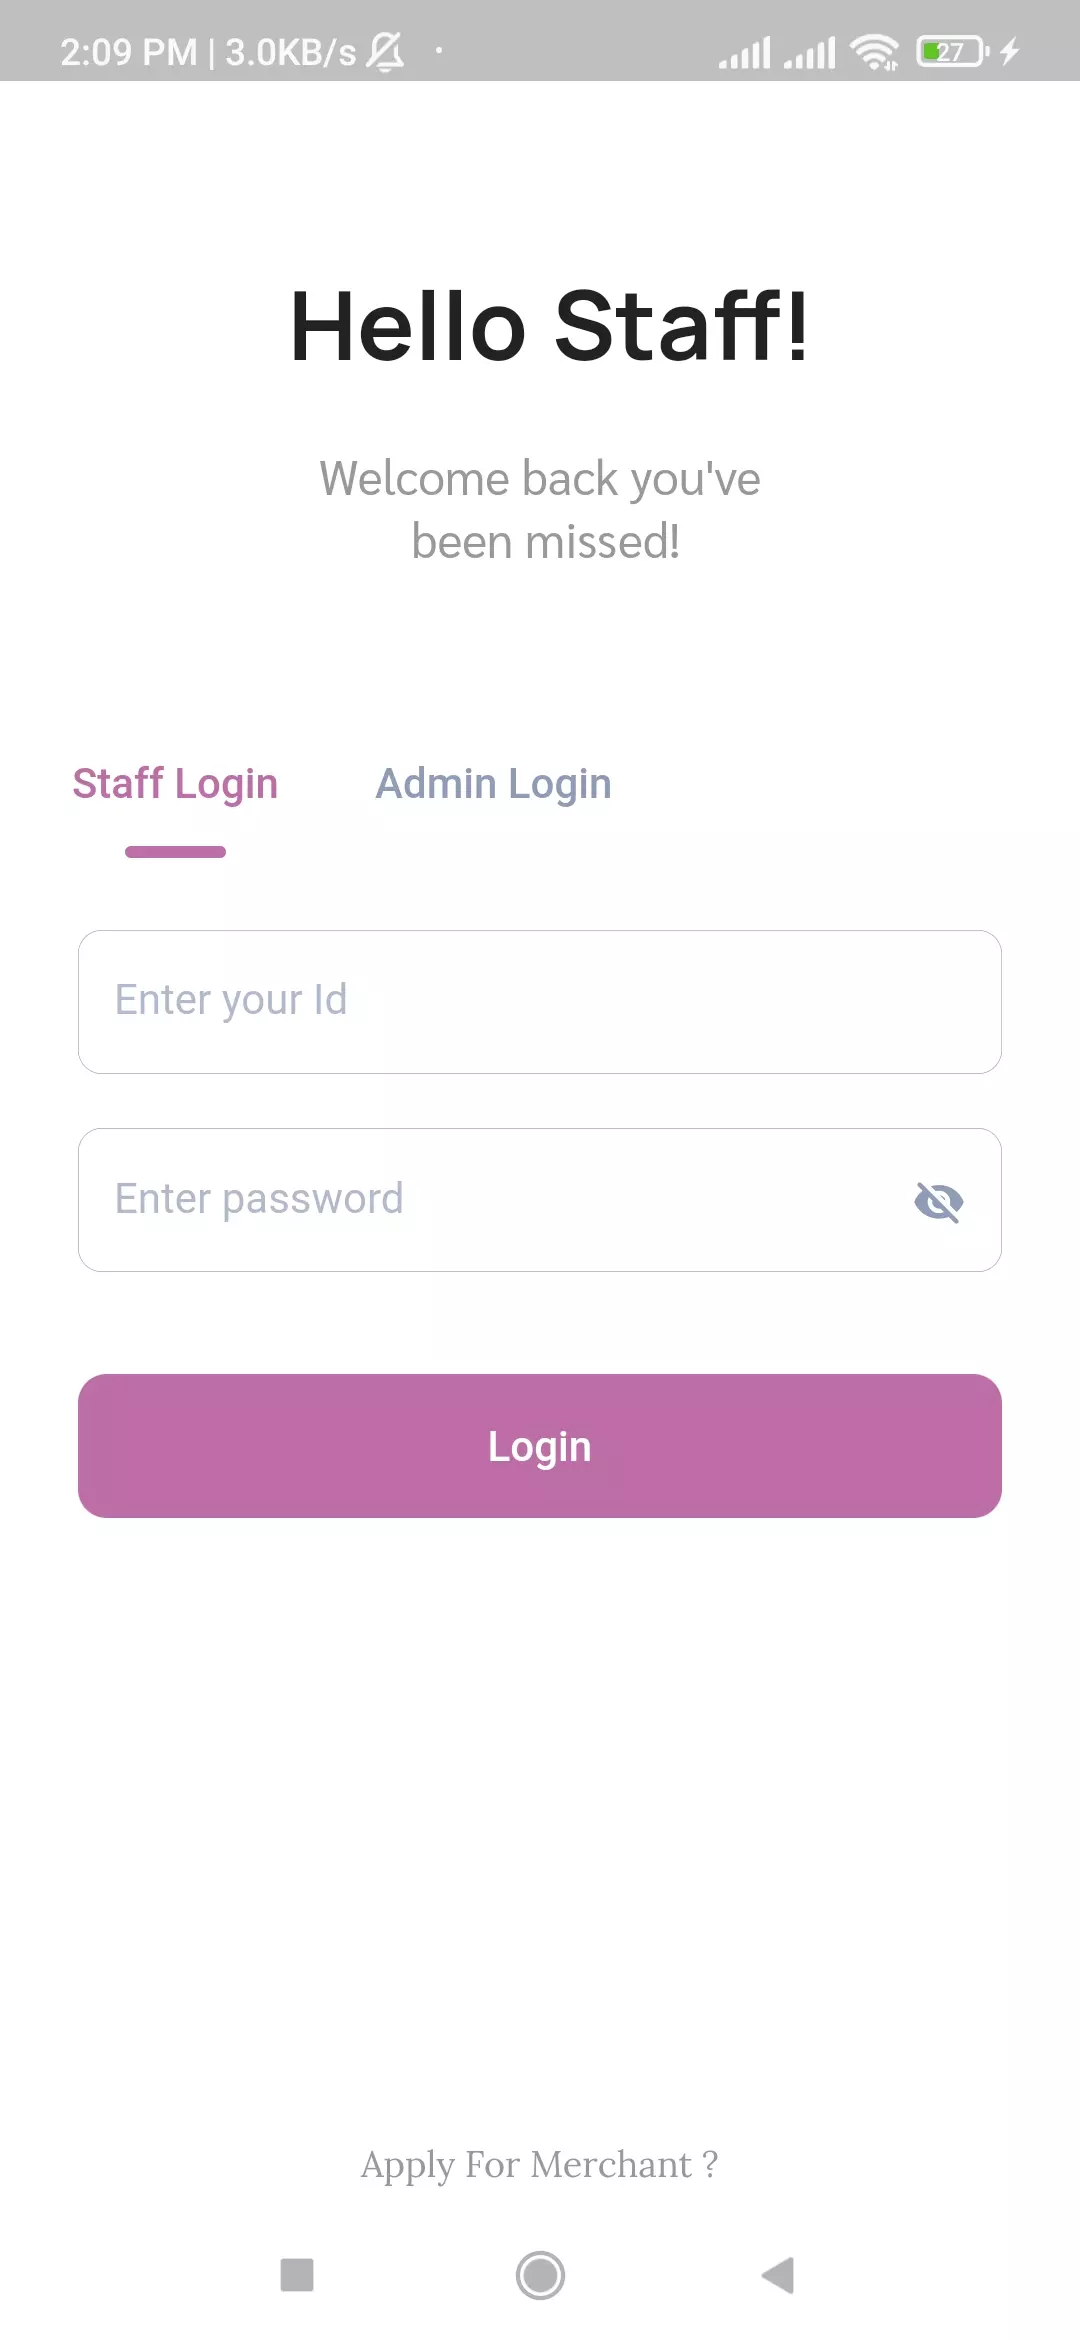 2:09 PM | 3.0KB/s
27
Hello Staff!
Welcome back you've
been missed!
Staff Login
Admin Login
Enter your Id
Enter password
Login
Apply For Merchant ?